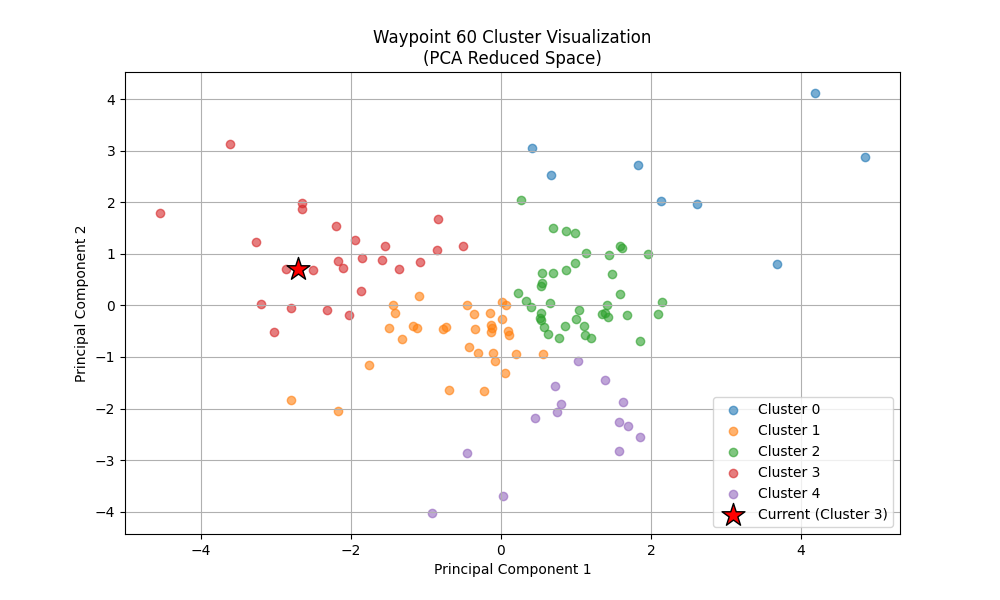 Waypoint 60 Cluster Visualization
(PCA Reduced Space)
Principal Component 2
4
3
2
1
0
−1
−2
−3
−4
−4
−2
0
2
4
Principal Component 1
Cluster 0
Cluster 1
Cluster 2
Cluster 3
Cluster 4
Current (Cluster 3)